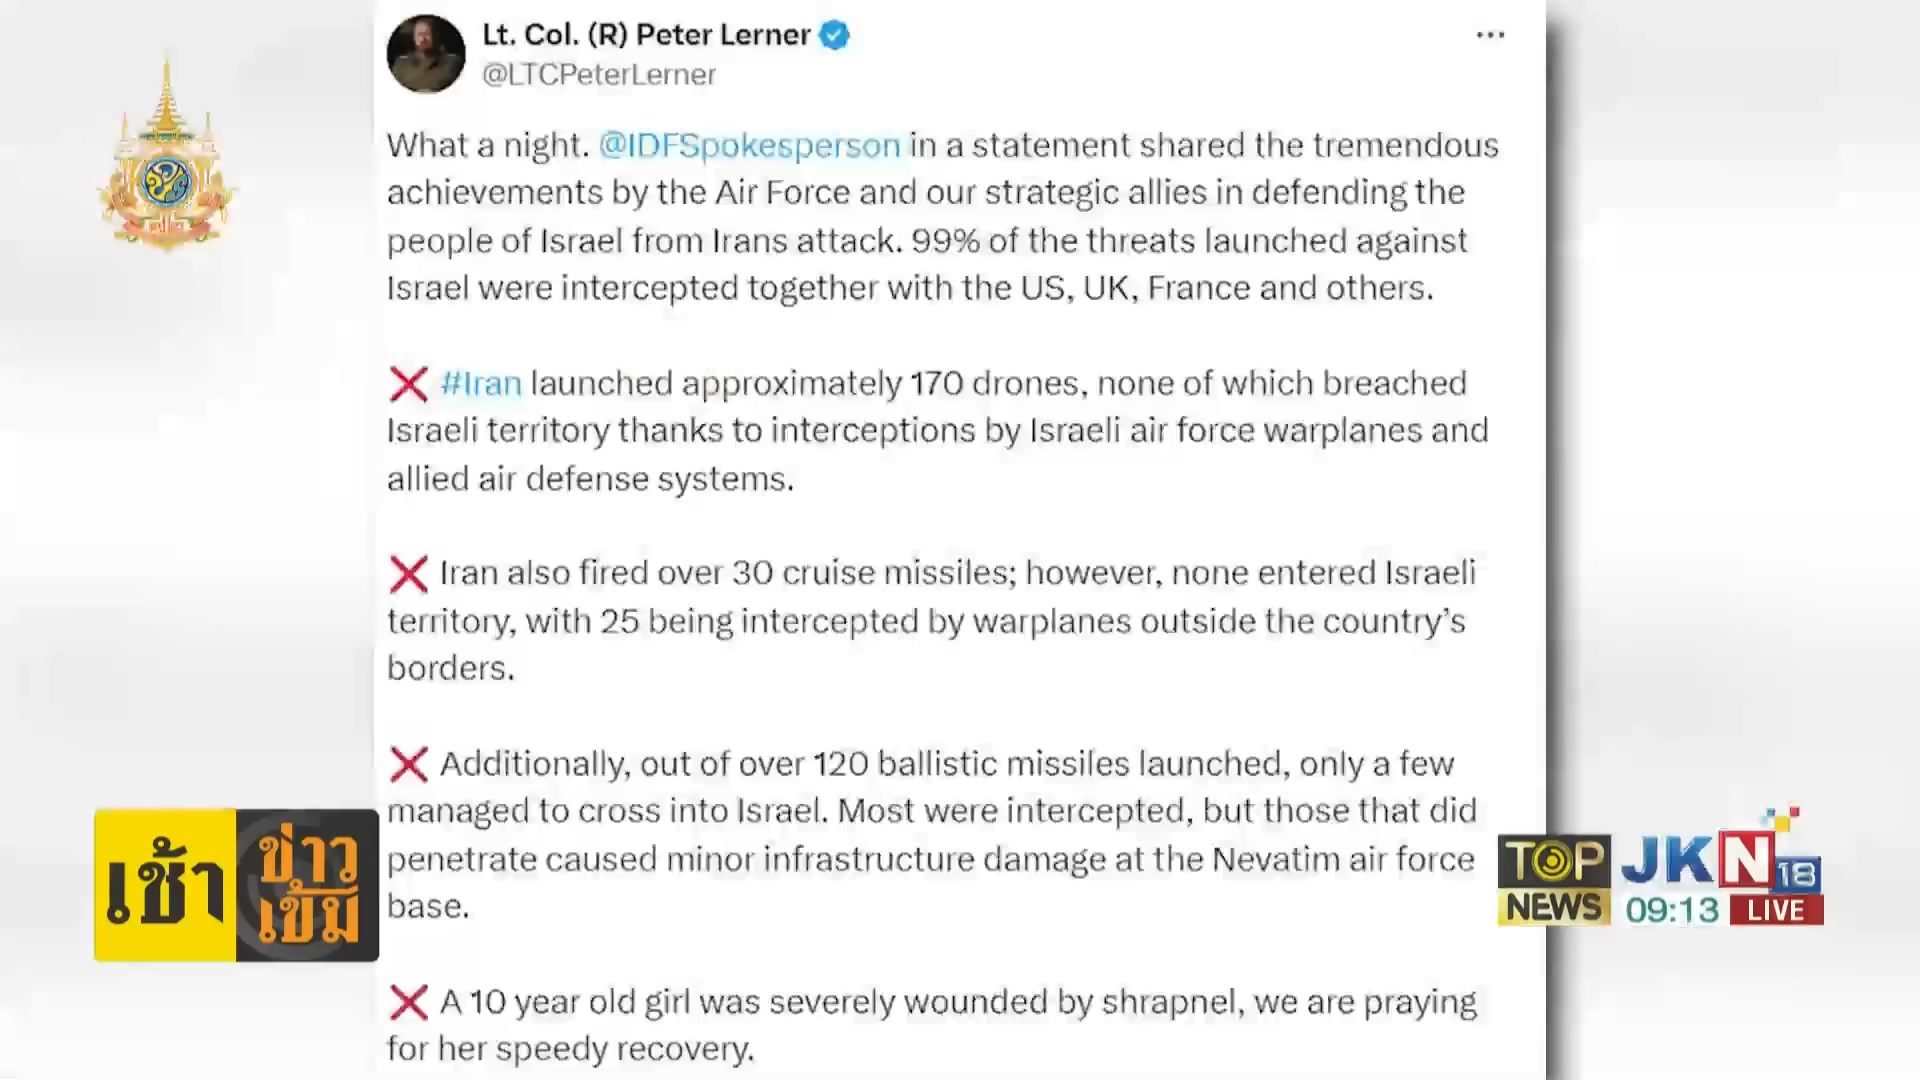 Lt. Col. (R) Peter Lerner
@LTCPeterLerner
What a night. @IDFSpokesperson in a statement shared the tremendous
achievements by the Air Force and our strategic allies in defending the
people of Israel from Irans attack. 99% of the threats launched against
Israel were intercepted together with the US, UK, France and others.
❌ #Iran launched approximately 170 drones, none of which breached
Israeli territory thanks to interceptions by Israeli air force warplanes and
allied air defense systems.
❌ Iran also fired over 30 cruise missiles; however, none entered Israeli
territory, with 25 being intercepted by warplanes outside the country’s
borders.
❌ Additionally, out of over 120 ballistic missiles launched, only a few
managed to cross into Israel. Most were intercepted, but those that did
penetrate caused minor infrastructure damage at the Nevatim air force
base.
❌ A 10 year old girl was severely wounded by shrapnel, we are praying
for her speedy recovery.
เช้า
ข่าว
เข้ม
TOP
NEWS
JKN18
09:13 LIVE